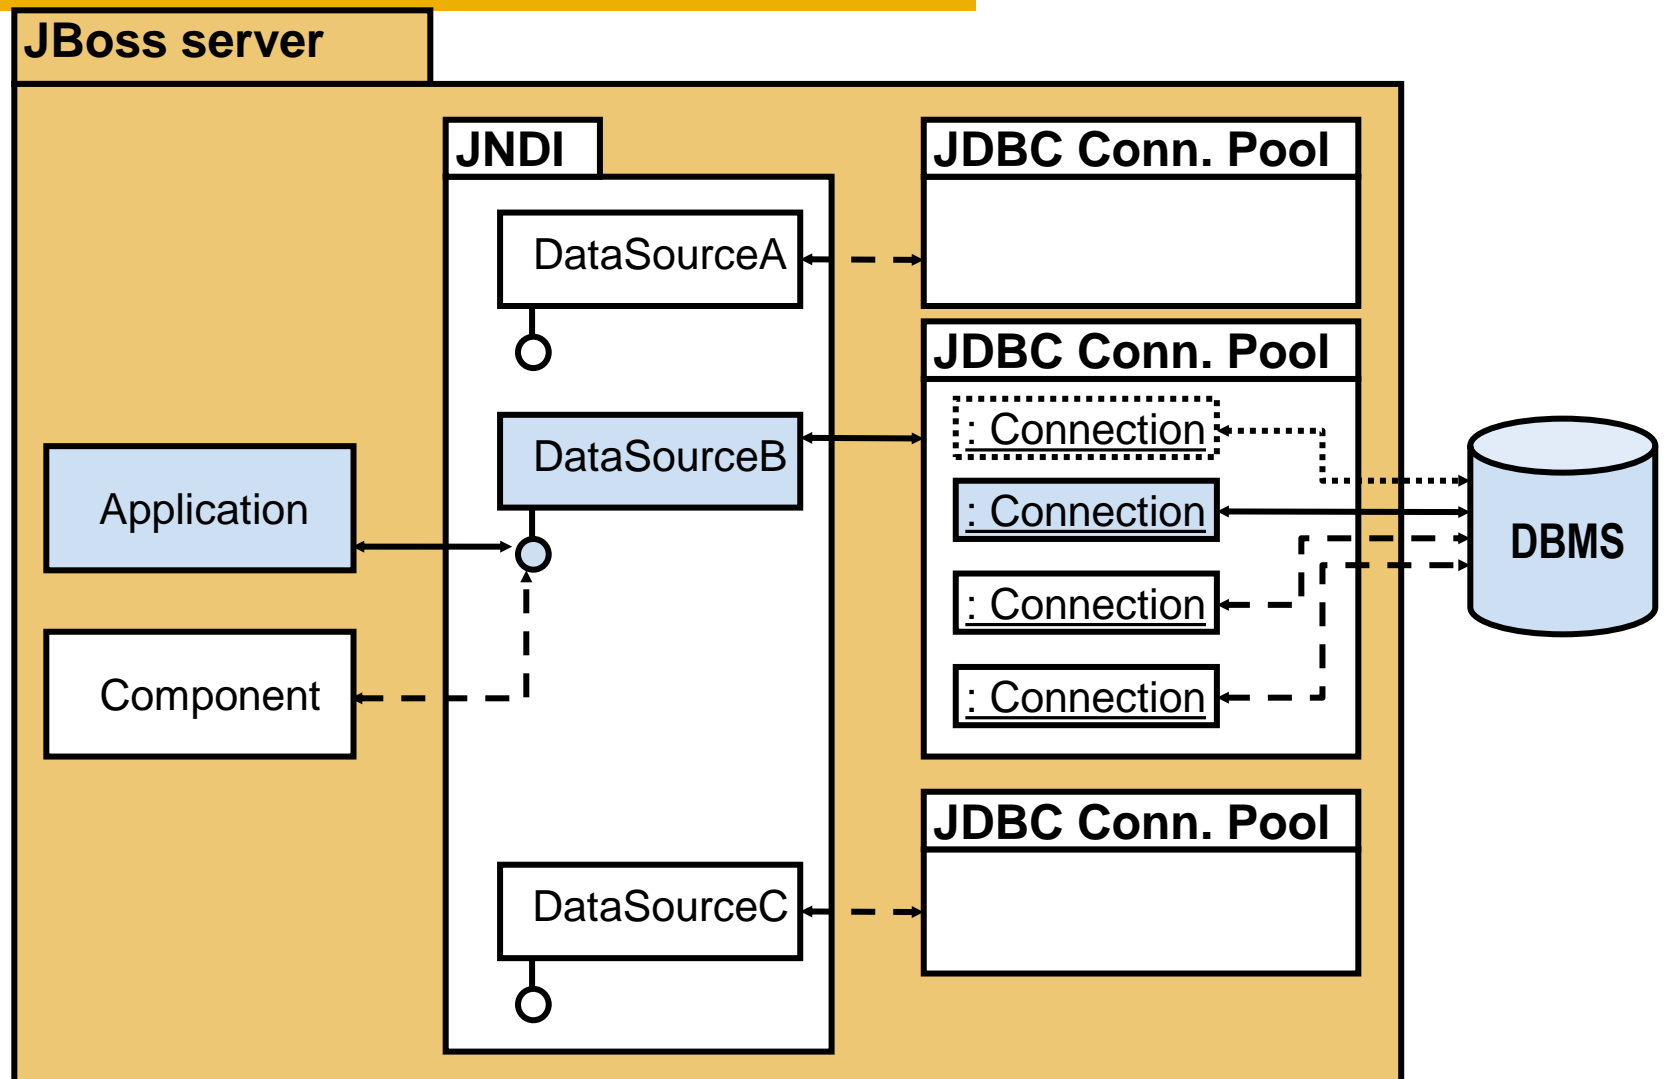 JBoss server
JNDI
JDBC Conn. Pool
DataSourceA
JDBC Conn. Pool
: Connection
DataSourceB
: Connection
Application
DBMS
: Connection
Component
: Connection
JDBC Conn. Pool
DataSourceC